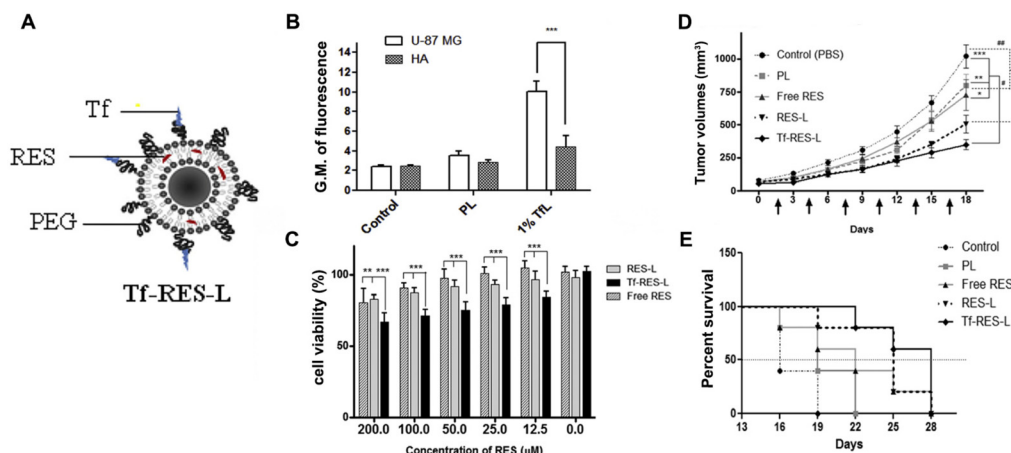 A
Tf
RES
PEG
Tf-RES-L
B
U-87 MG
HA
***
G.M. of fluorescence
14
12
10
8
6
4
2
0
Control
PL
1% TfL
C
** ***
***
***
***
***
RES-L
Tf-RES-L
Free RES
cell viability (%)
100
50
0
200.0
100.0
50.0
25.0
12.5
0.0
Concentration of RES (µM)
D
Control (PBS)
PL
Free RES
RES-L
Tf-RES-L
##
***
**
#
*
Tumor volumes (mm³)
1000
750
500
250
0
0 3 6 9 12 15 18
Days
E
Control
PL
Free RES
RES-L
Tf-RES-L
Percent survival
150
100
50
0
13 16 19 22 25 28
Days